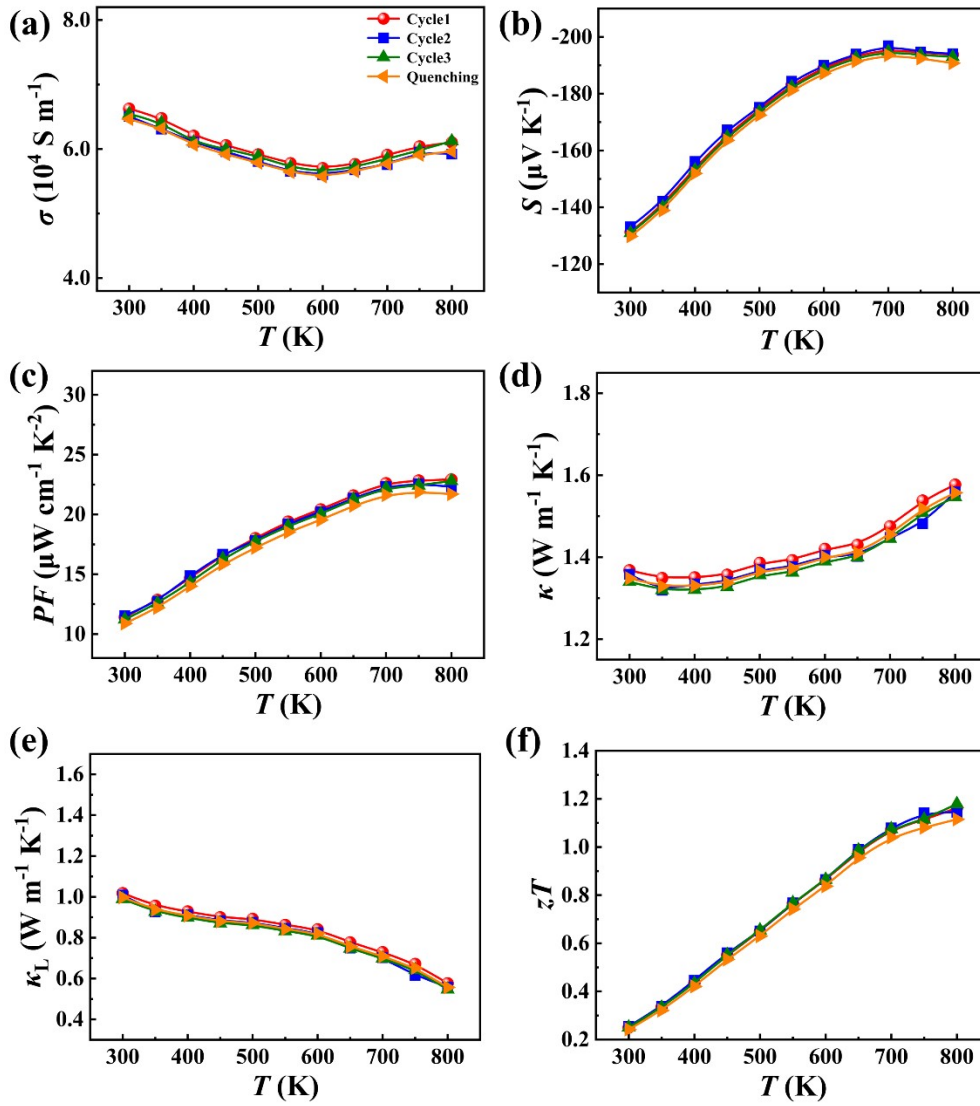 (a)
8.0
6.0
4.0
σ (10⁴ S m⁻¹)
Cycle1
Cycle2
Cycle3
Quenching
300 400 500 600 700 800
T (K)
(b)
-200
-180
-160
-140
-120
S (µV K⁻¹)
300 400 500 600 700 800
T (K)
(c)
30
25
20
15
10
PF (µW cm⁻¹ K⁻²)
300 400 500 600 700 800
T (K)
(d)
1.8
1.6
1.4
1.2
κ (W m⁻¹ K⁻¹)
300 400 500 600 700 800
T (K)
(e)
1.6
1.4
1.2
1.0
0.8
0.6
0.4
κL (W m⁻¹ K⁻¹)
300 400 500 600 700 800
T (K)
(f)
1.4
1.2
1.0
0.8
0.6
0.4
0.2
zT
300 400 500 600 700 800
T (K)